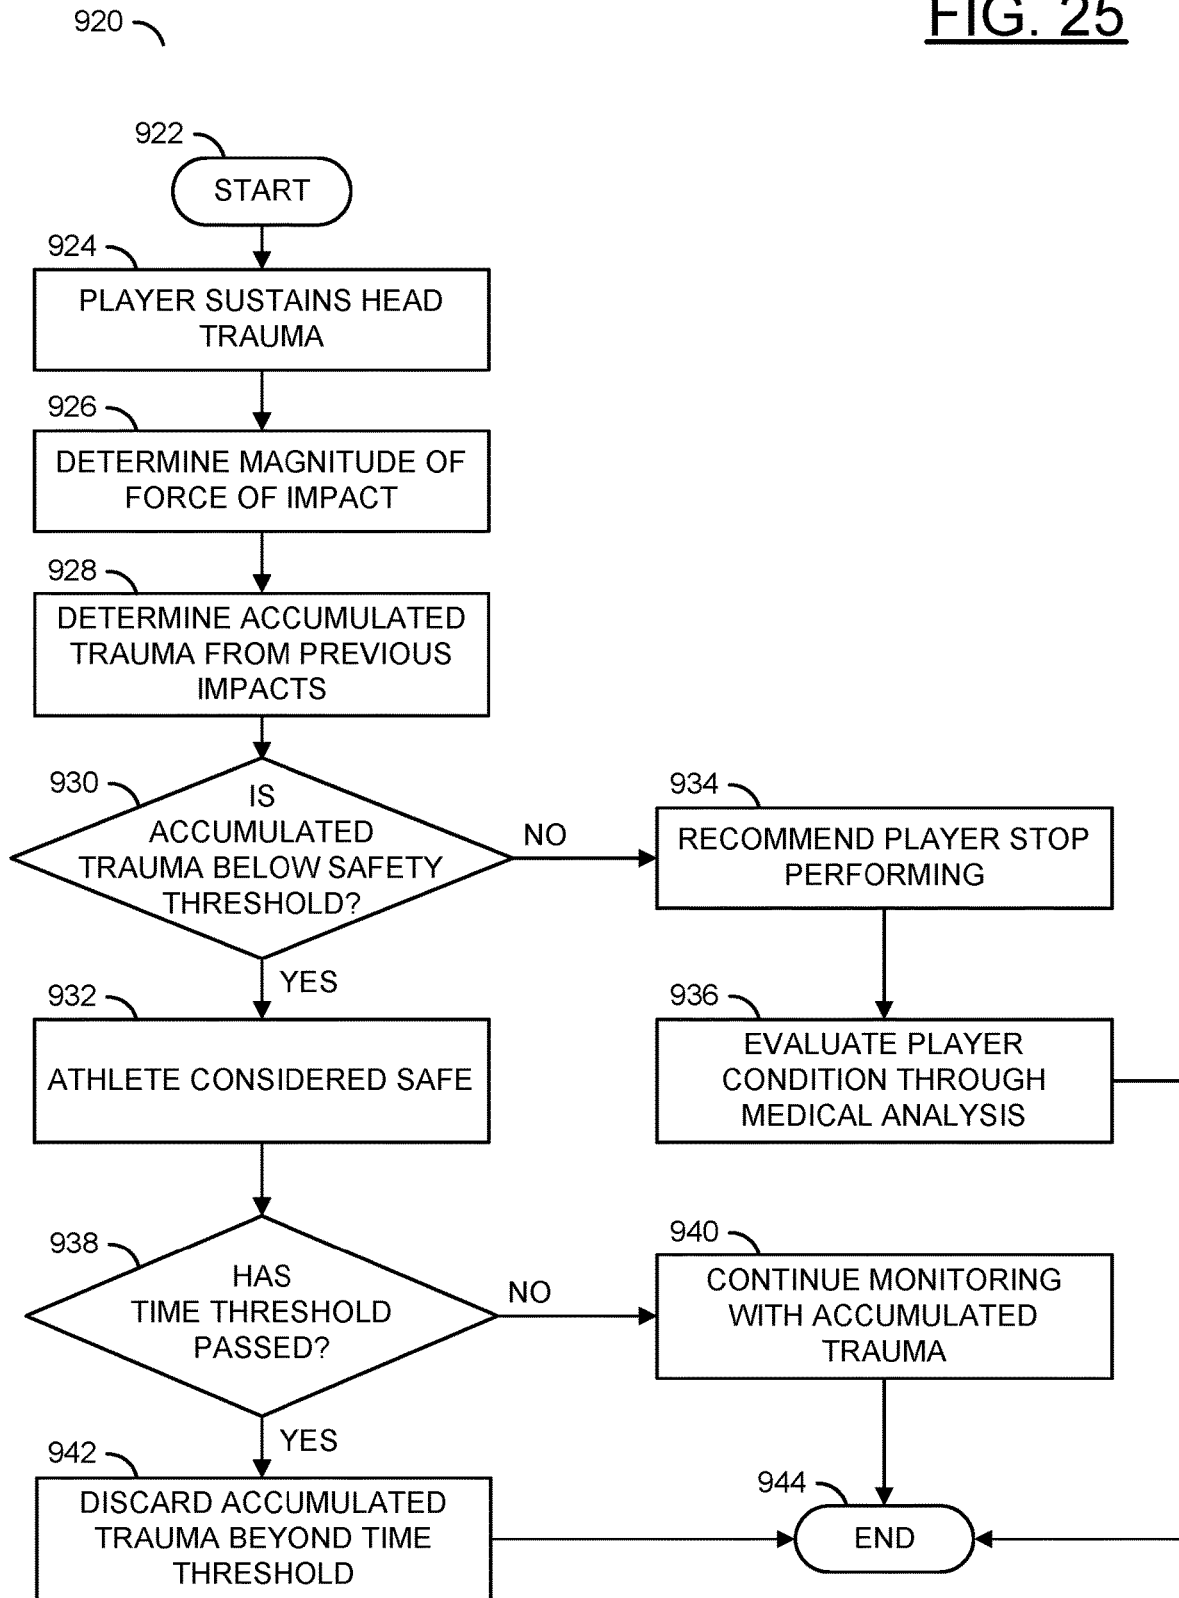 920
FIG. 25
922
START
924
PLAYER SUSTAINS HEAD
TRAUMA
926
DETERMINE MAGNITUDE OF
FORCE OF IMPACT
928
DETERMINE ACCUMULATED
TRAUMA FROM PREVIOUS
IMPACTS
930
IS
ACCUMULATED
TRAUMA BELOW SAFETY
THRESHOLD?
NO
934
RECOMMEND PLAYER STOP
PERFORMING
YES
932
ATHLETE CONSIDERED SAFE
936
EVALUATE PLAYER
CONDITION THROUGH
MEDICAL ANALYSIS
938
HAS
TIME THRESHOLD
PASSED?
NO
940
CONTINUE MONITORING
WITH ACCUMULATED
TRAUMA
YES
942
DISCARD ACCUMULATED
TRAUMA BEYOND TIME
THRESHOLD
944
END